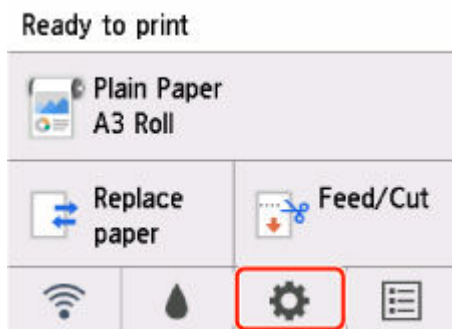 Ready to print
Plain Paper
A3 Roll
Replace
paper
Feed/Cut